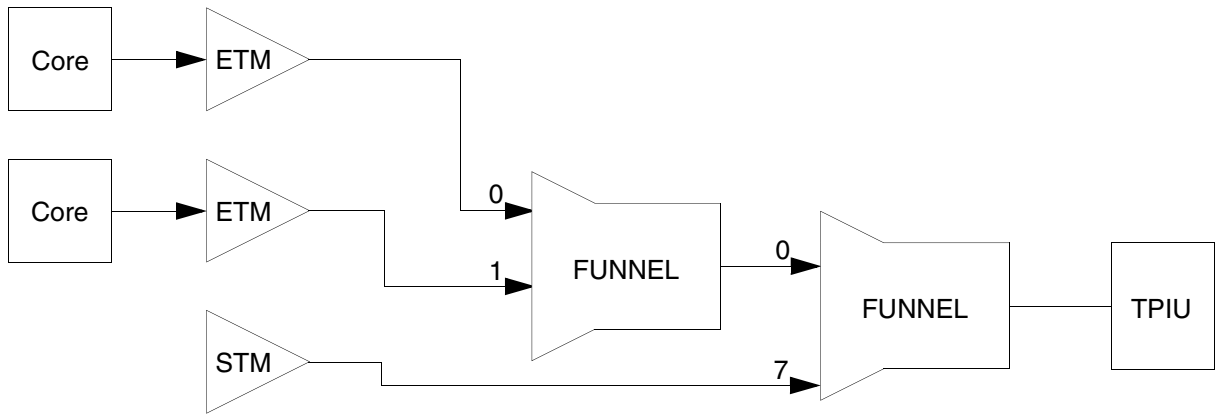 Core
ETM
Core
ETM
0
1
FUNNEL
0
FUNNEL
TPIU
STM
7